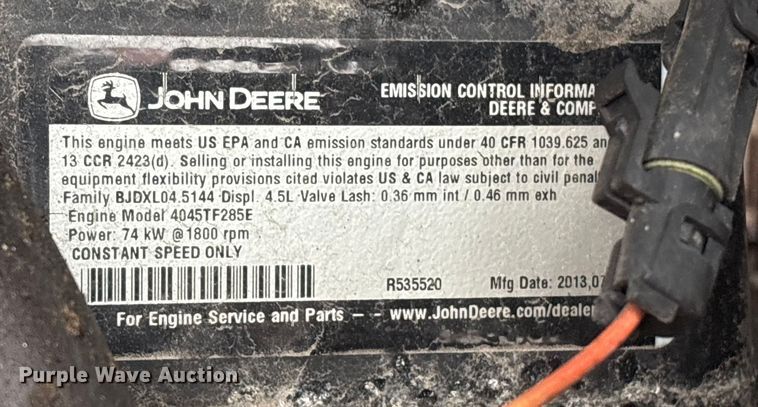 JOHN DEERE
EMISSION CONTROL INFORMA
DEERE & COMP
This engine meets US EPA and CA emission standards under 40 CFR 1039.625 an
13 CCR 2423(d). Selling or installing this engine for purposes other than for the
equipment flexibility provisions cited violates US & CA law subject to civil penal
Family BJDXL04.5144 Displ. 4.5L Valve Lash: 0.36 mm int / 0.46 mm exh
Engine Model 4045TF285E
Power: 74 kW @1800 rpm
CONSTANT SPEED ONLY
R535520 Mfg Date: 2013,07
For Engine Service and Parts - - www.JohnDeere.com/dealer
Purple Wave Auction